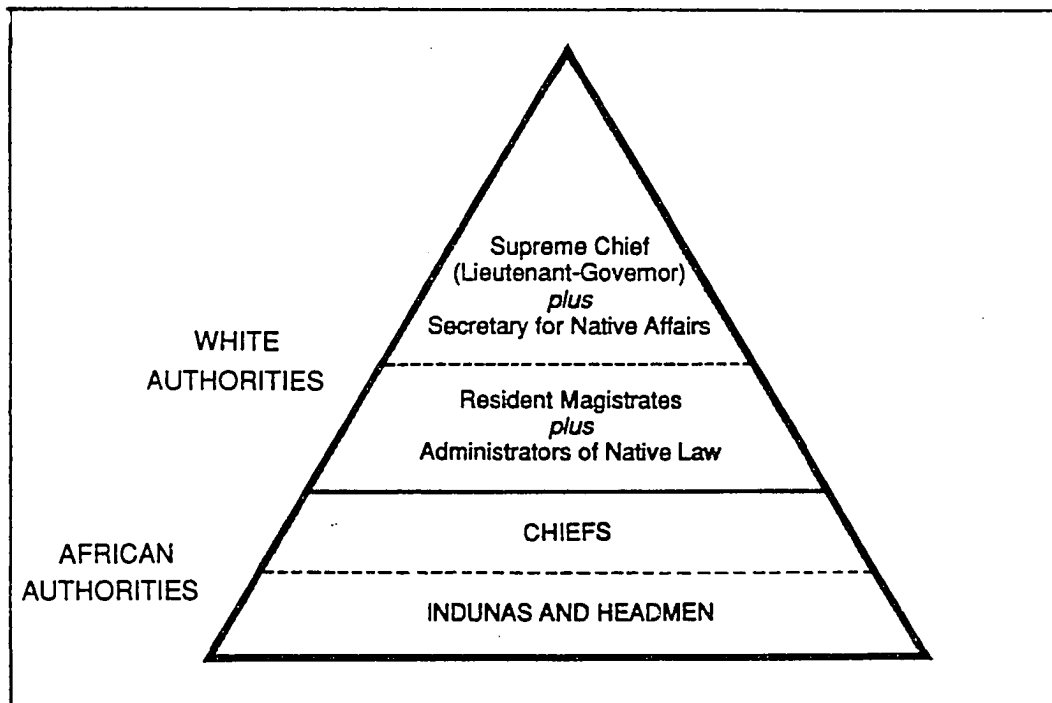 Supreme Chief
(Lieutenant-Governor)
plus
Secretary for Native Affairs
WHITE
AUTHORITIES
Resident Magistrates
plus
Administrators of Native Law
CHIEFS
AFRICAN
AUTHORITIES
INDUNAS AND HEADMEN